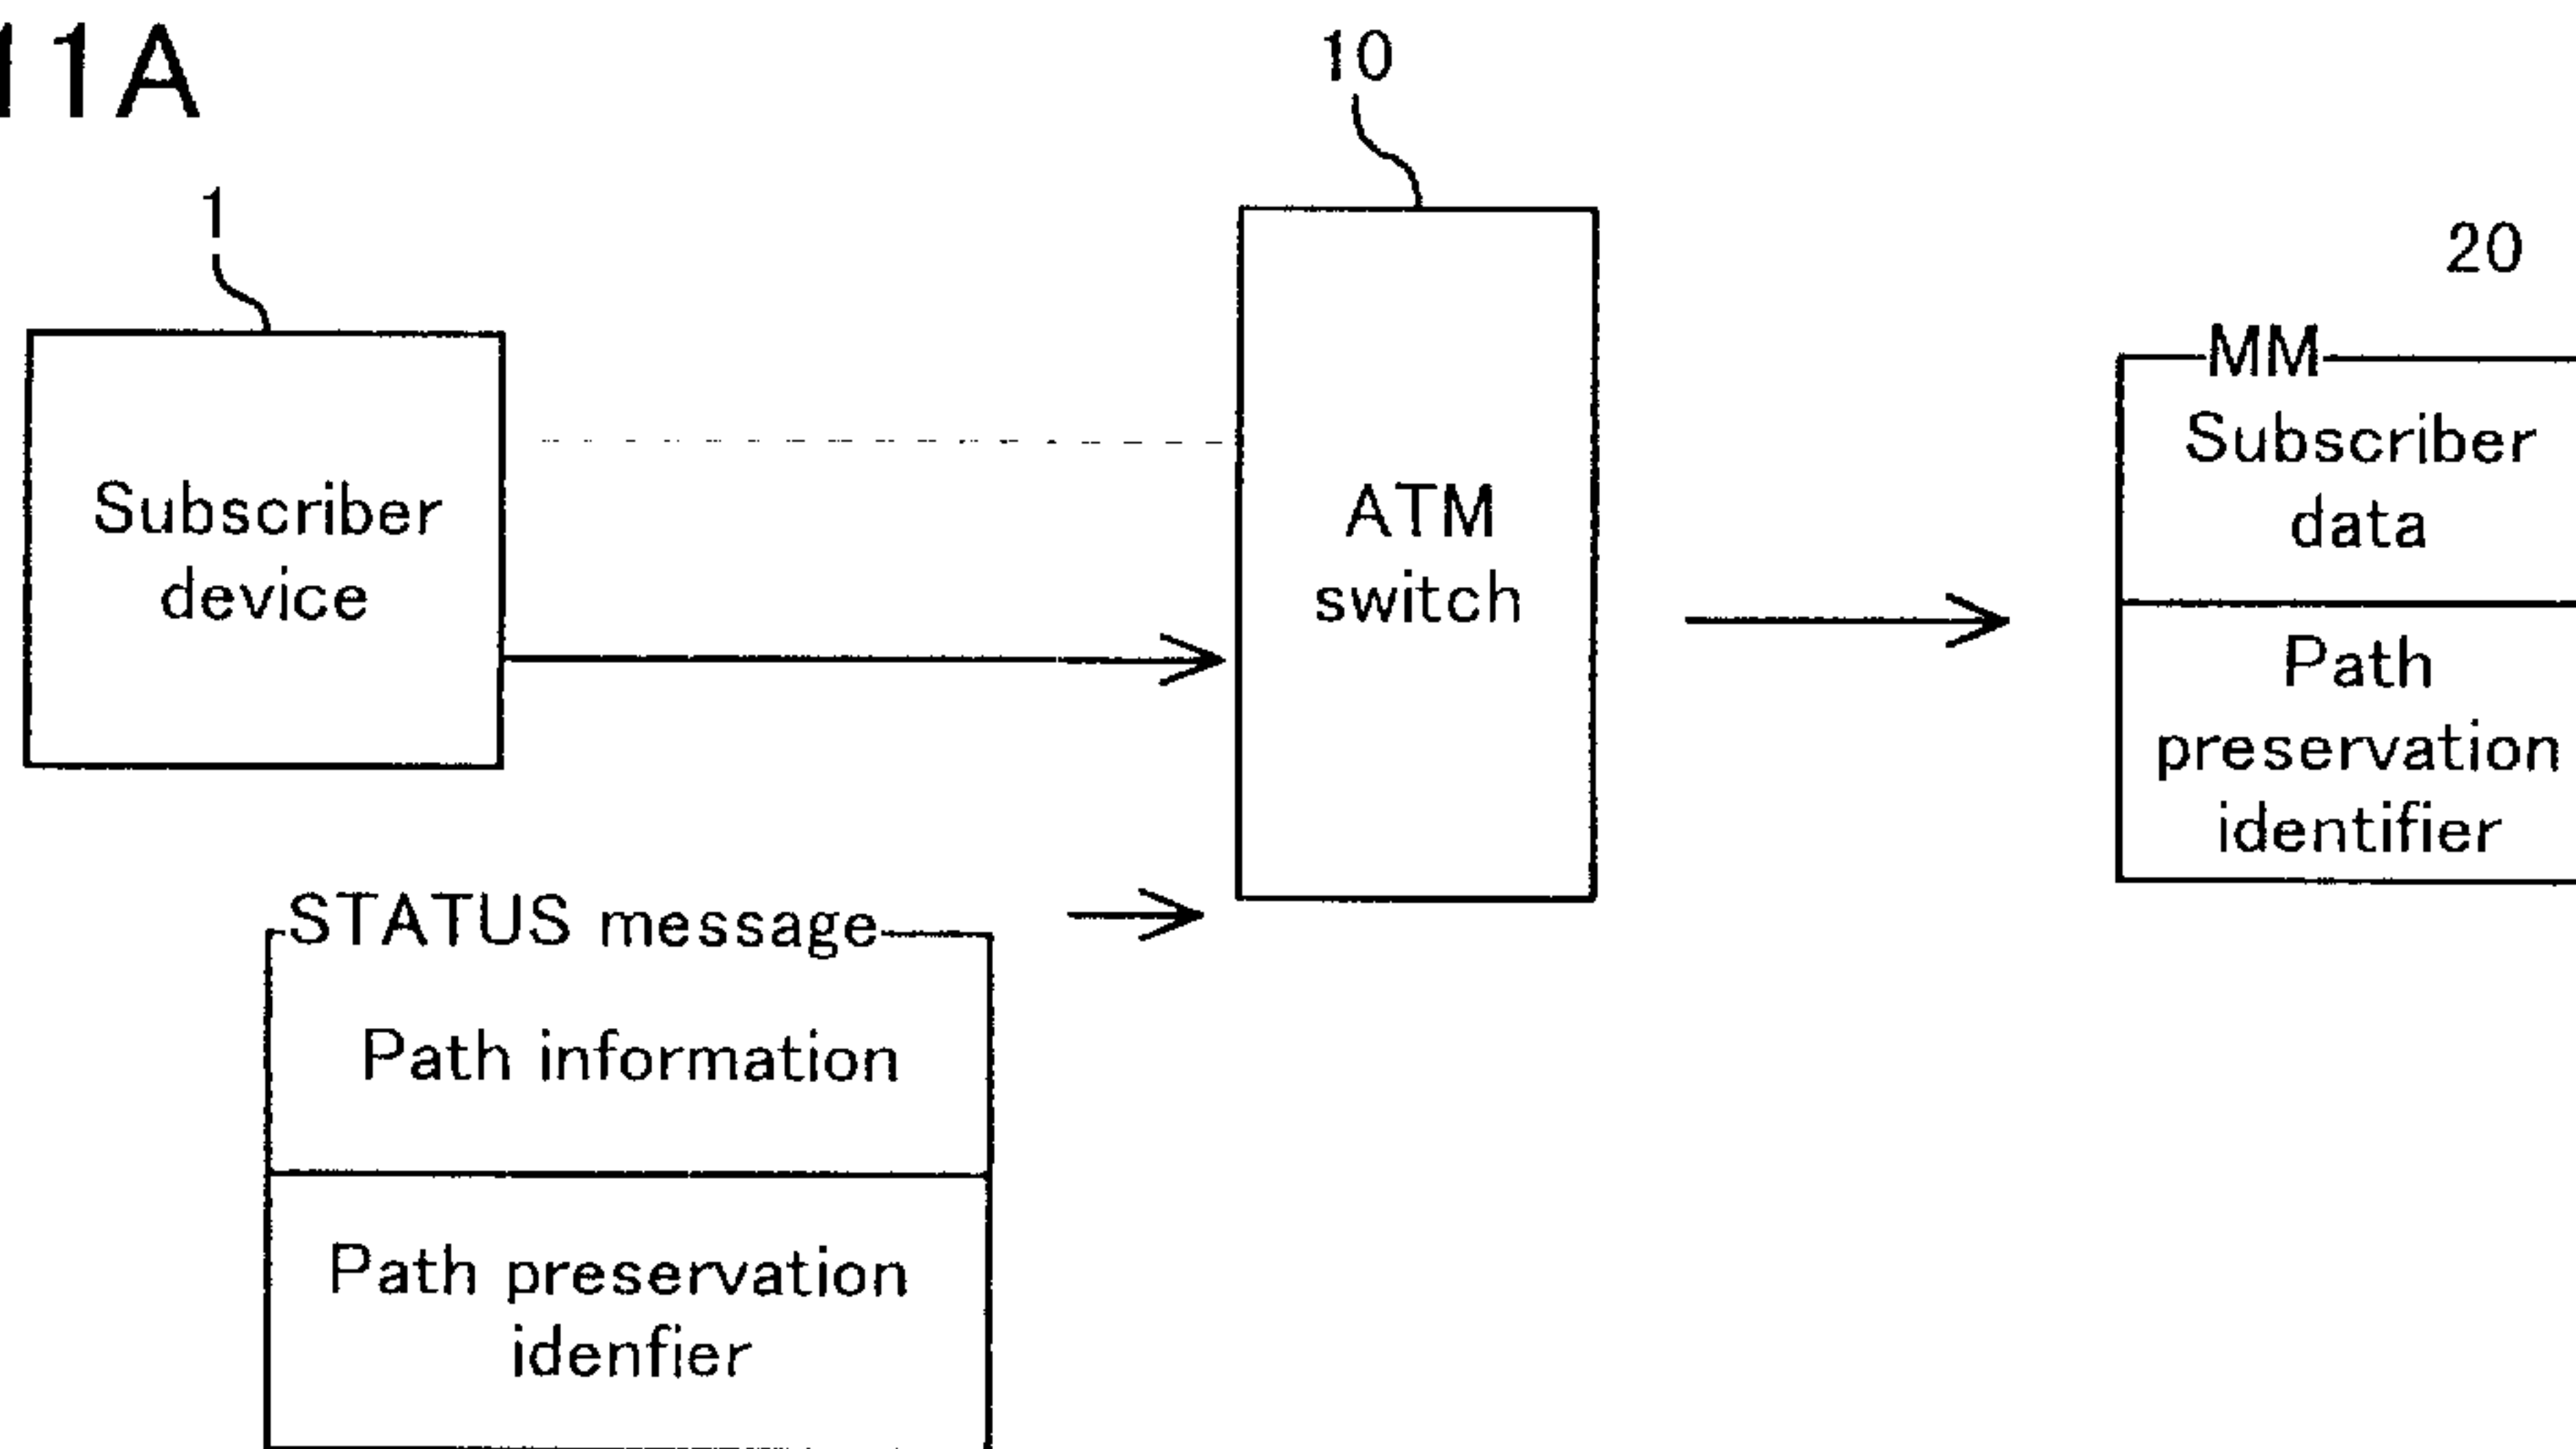 11A
10
1
20
MM
Subscriber
data
Subscriber
device
ATM
switch
Path
preservation
identifier
STATUS message
Path information
Path preservation
idenfier